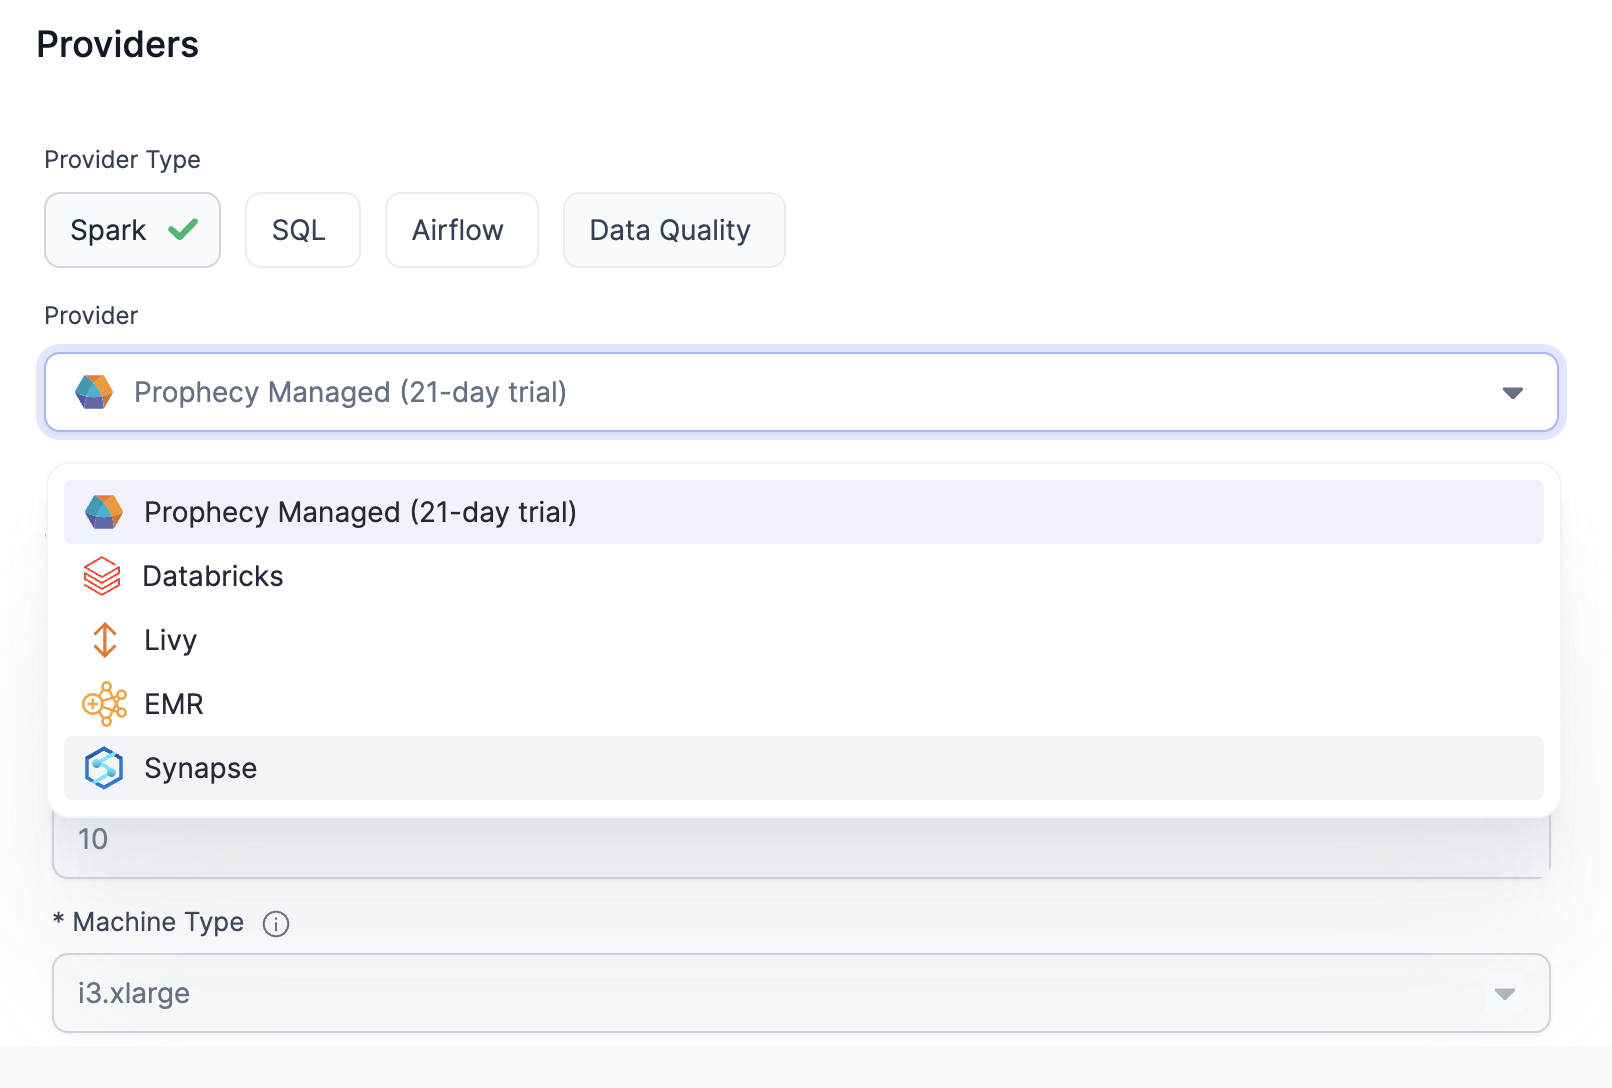 Providers
Provider Type
Spark SQL Airflow Data Quality
Provider
Prophecy Managed (21-day trial)
Prophecy Managed (21-day trial)
Databricks
Livy
EMR
Synapse
10
* Machine Type
i3.xlarge